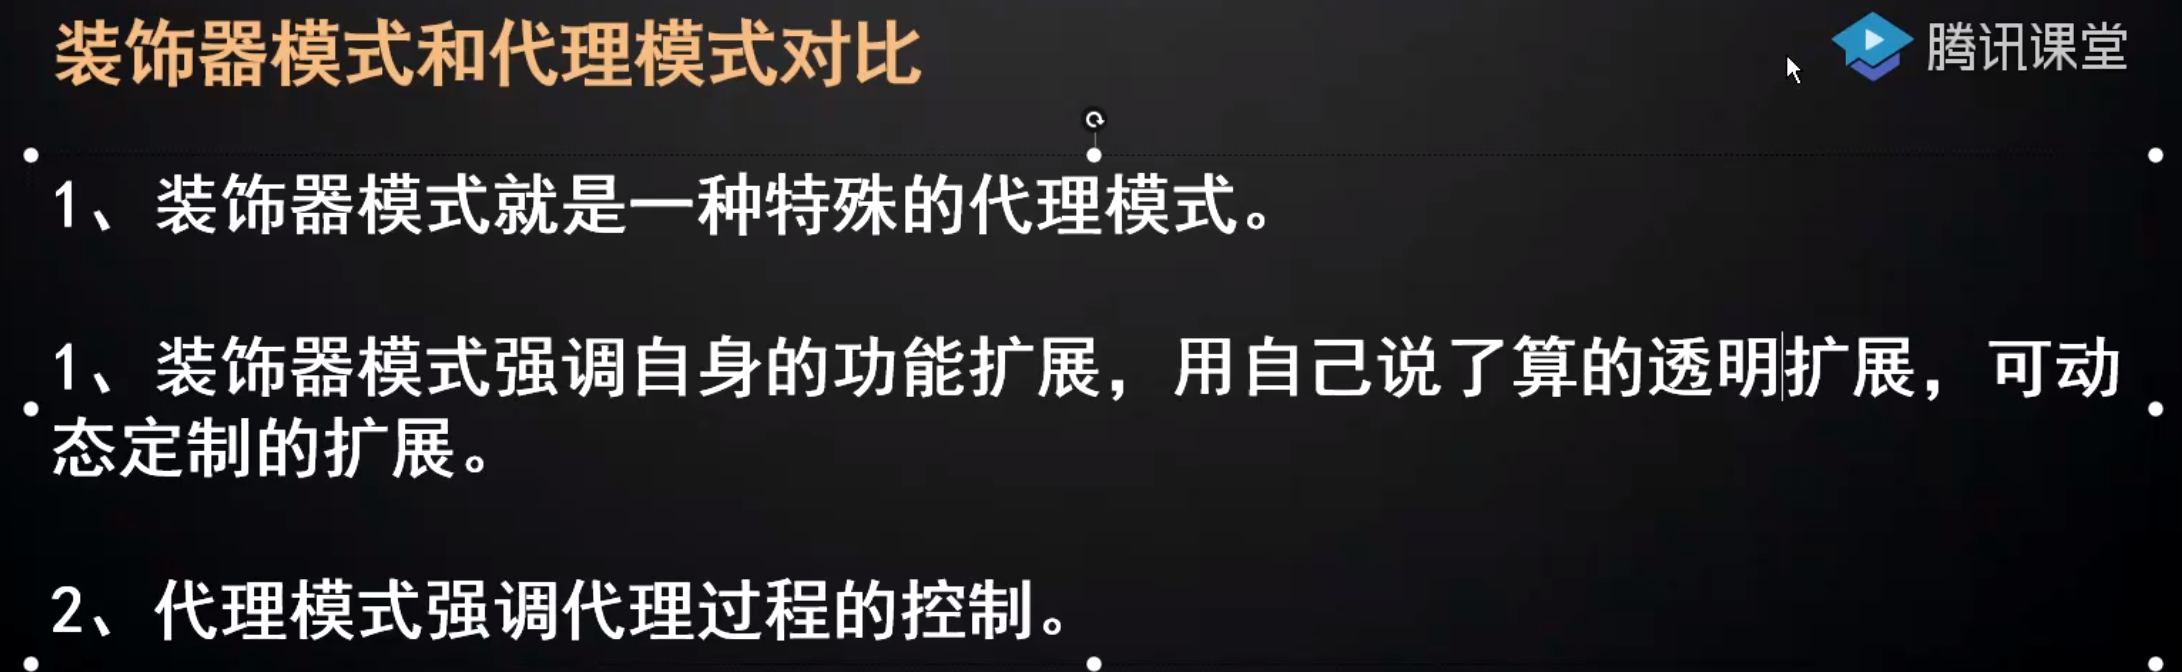 装饰器模式和代理模式对比
腾讯课堂
1、装饰器模式就是一种特殊的代理模式。
1、装饰器模式强调自身的功能扩展，用自己说了算的透明扩展，可动
态定制的扩展。
2、代理模式强调代理过程的控制。